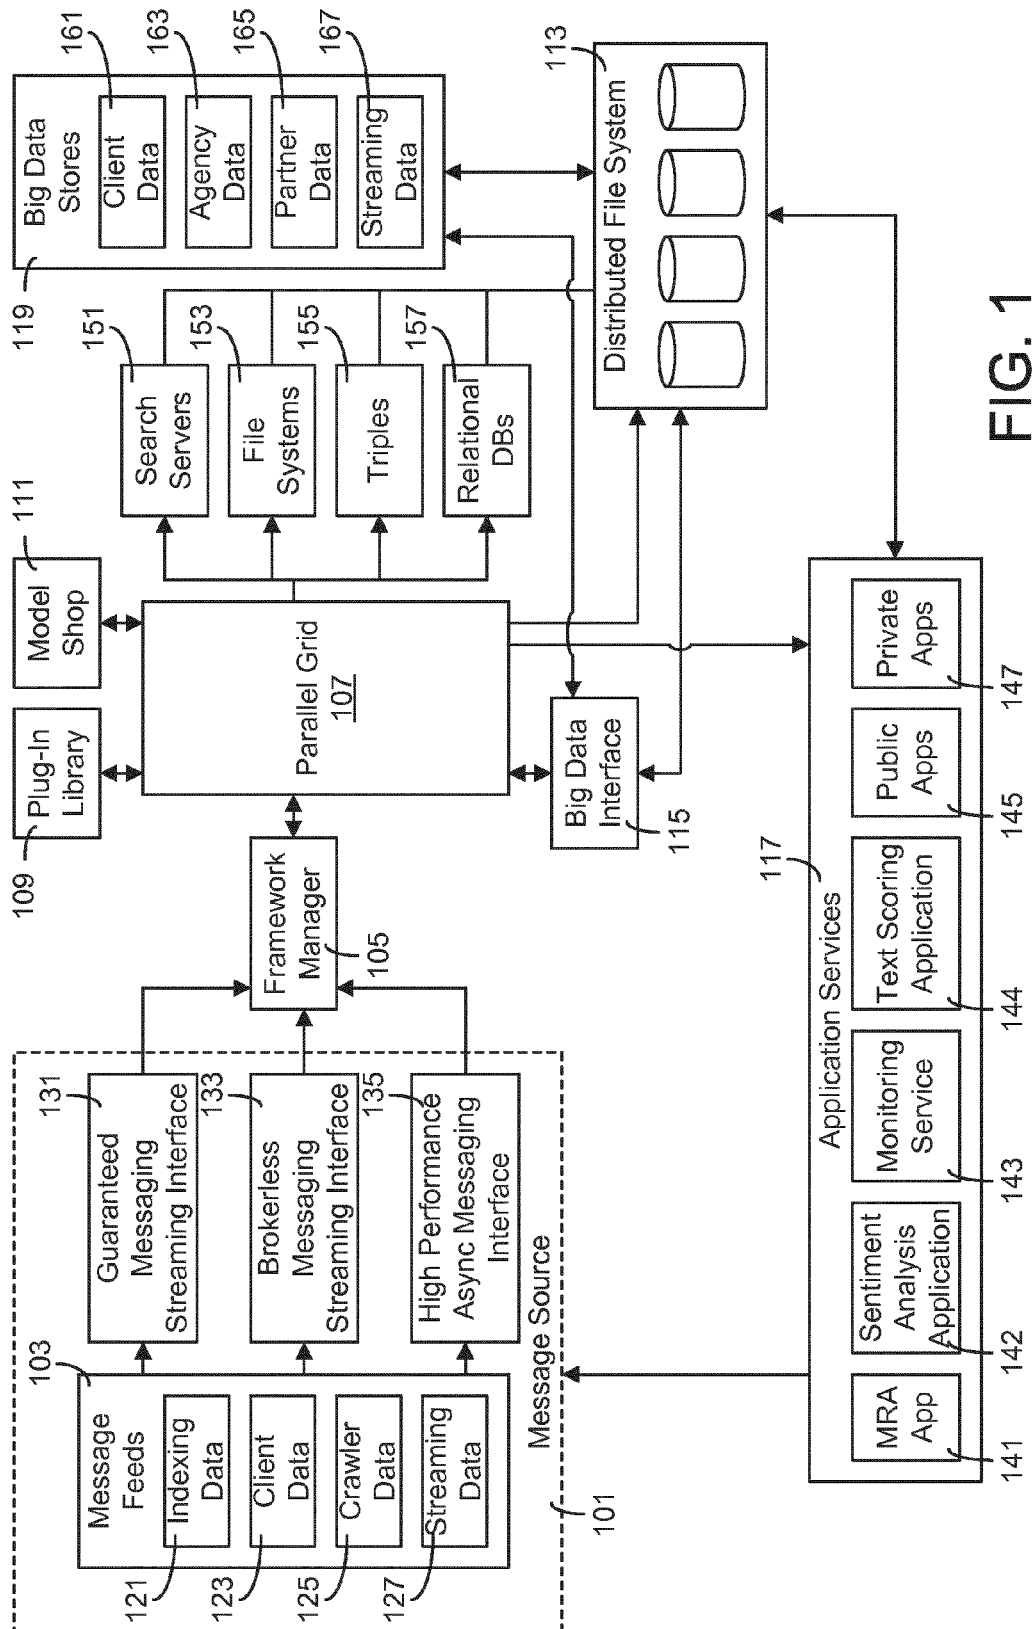 101
Message Source
103
Message
Feeds
121
Indexing
Data
123
Client
Data
125
Crawler
Data
127
Streaming
Data
131
Guaranteed
Messaging
Streaming Interface
133
Brokerless
Messaging
Streaming Interface
135
High Performance
Async Messaging
Interface
Framework
Manager
105
109
Plug-In
Library
111
Model
Shop
Parallel Grid
107
Big Data
Interface
115
151
Search
Servers
153
File
Systems
155
Triples
157
Relational
DBs
119
Big Data
Stores
161
Client
Data
163
Agency
Data
165
Partner
Data
167
Streaming
Data
113
Distributed File System
117
Application Services
MRA
App
141
Sentiment
Analysis
Application
142
Monitoring
Service
143
Text Scoring
Application
144
Public
Apps
145
Private
Apps
147
FIG. 1